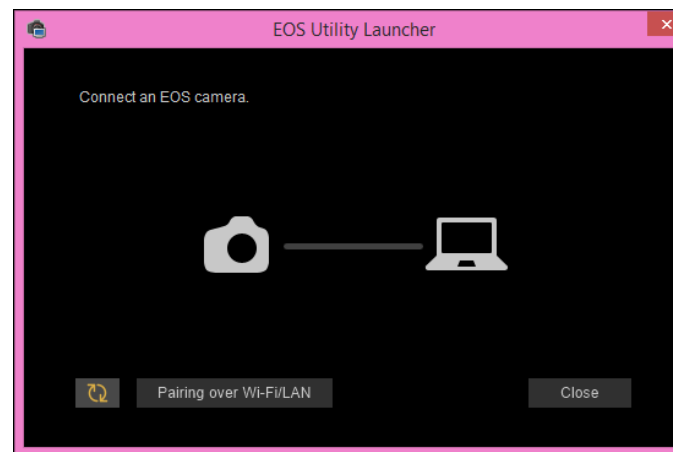 EOS Utility Launcher
Connect an EOS camera.
Pairing over Wi-Fi/LAN
Close